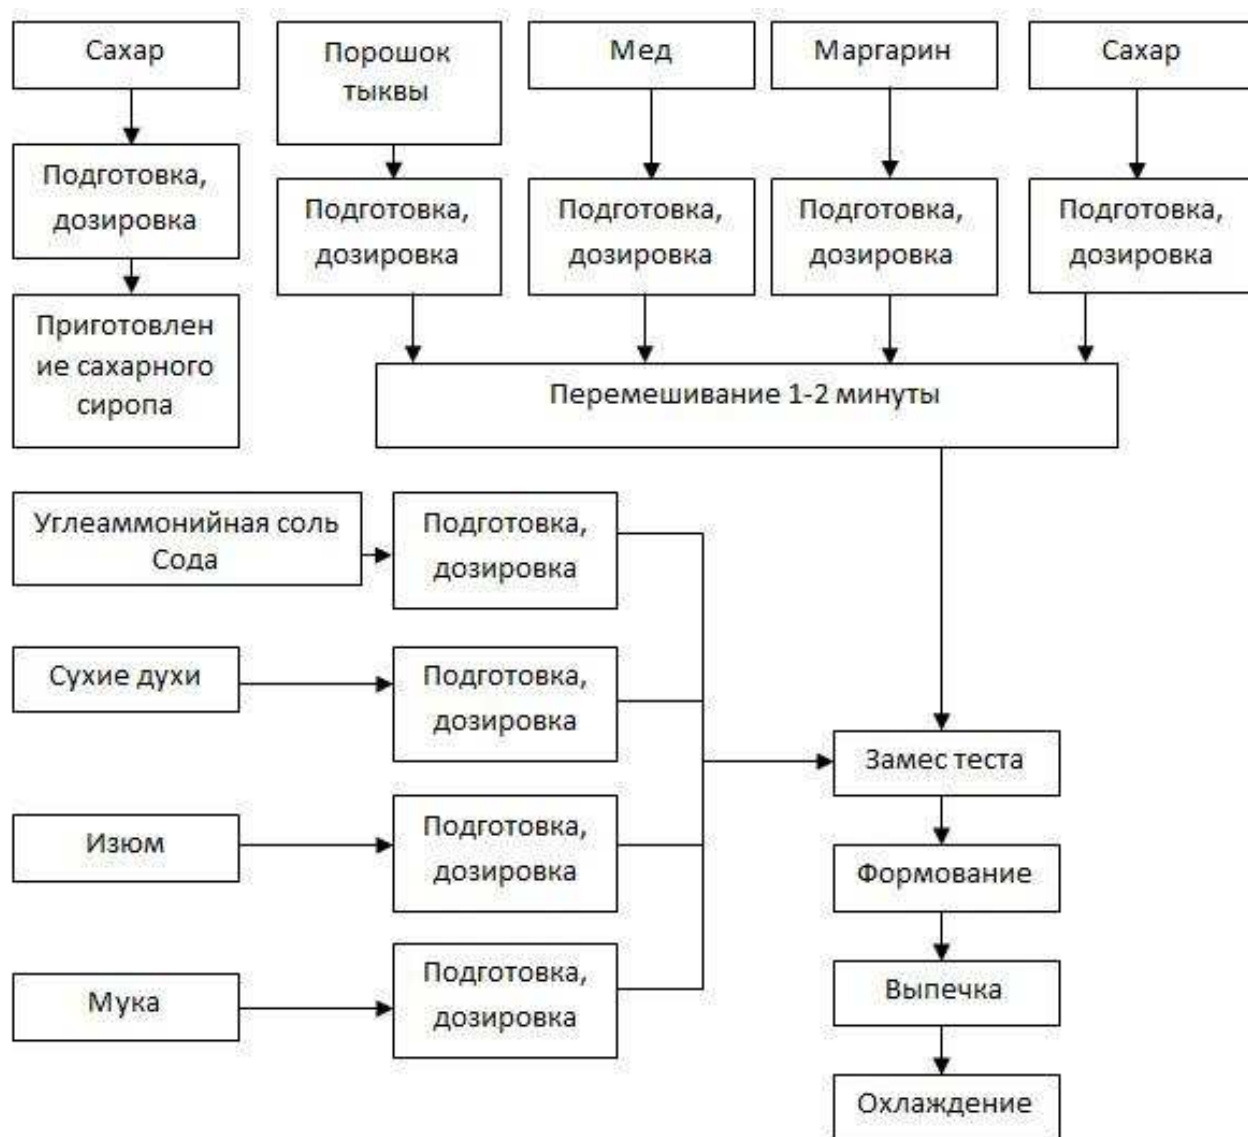 Сахар
Порошок
тыквы
Мед
Маргарин
Сахар
Подготовка,
дозировка
Подготовка,
дозировка
Подготовка,
дозировка
Подготовка,
дозировка
Подготовка,
дозировка
Приготовлен
ие сахарного
сиропа
Перемешивание 1-2 минуты
Углеаммонийная соль
Сода
Подготовка,
дозировка
Сухие духи
Подготовка,
дозировка
Замес теста
Изюм
Подготовка,
дозировка
Формование
Мука
Подготовка,
дозировка
Выпечка
Охлаждение